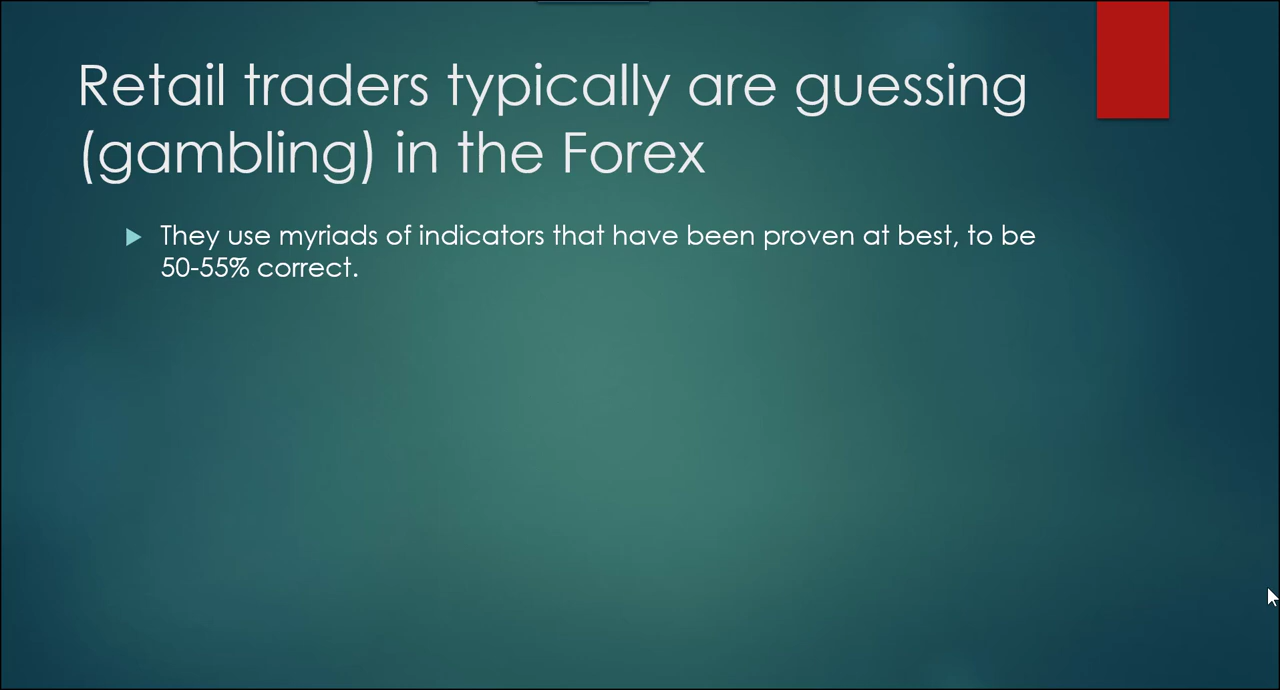 Retail traders typically are guessing
(gambling) in the Forex
They use myriads of indicators that have been proven at best, to be
50-55% correct.